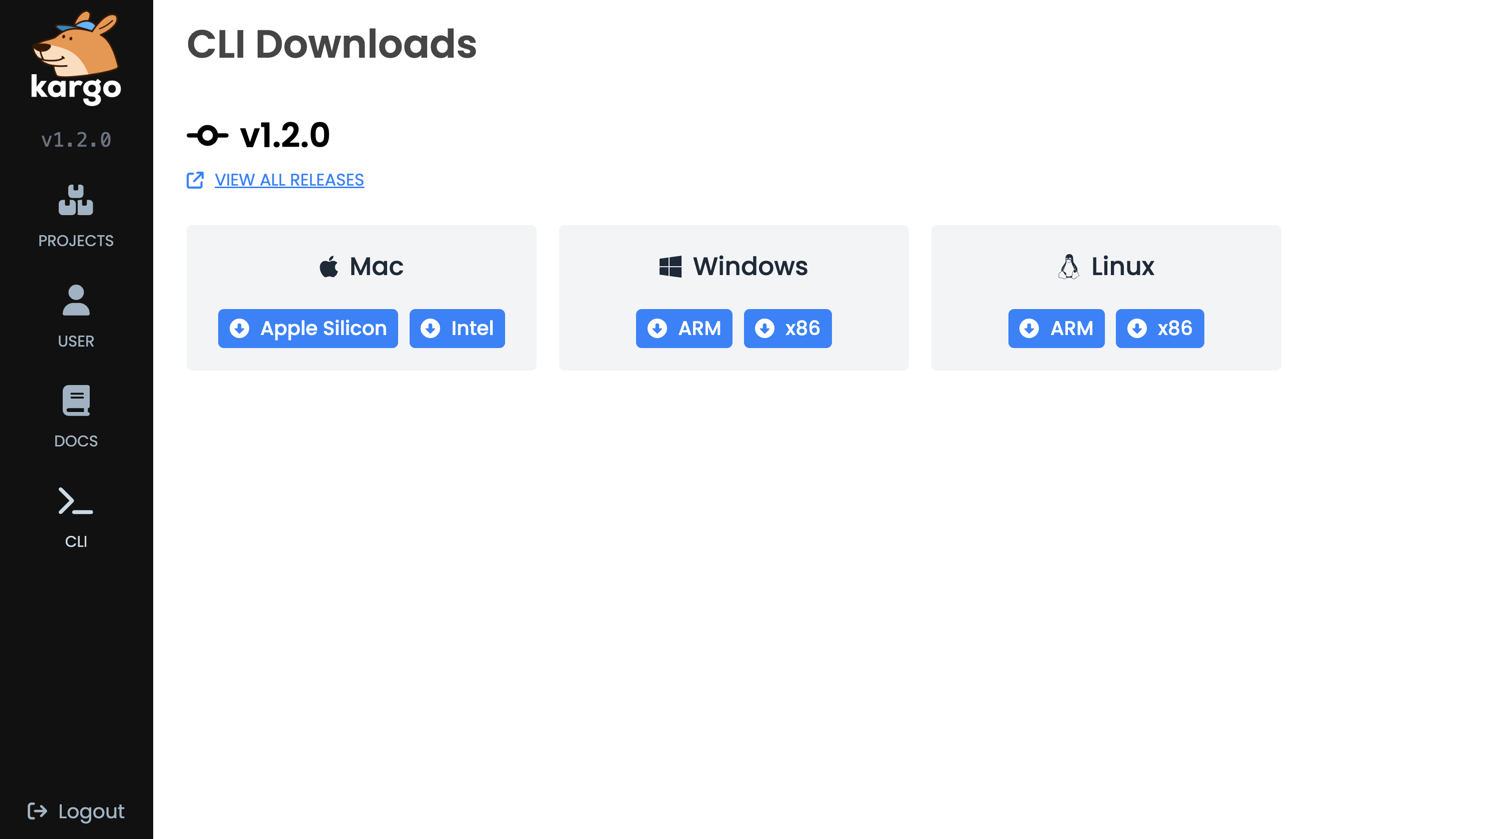 kargo
v1.2.0
PROJECTS
USER
DOCS
CLI
Logout
CLI Downloads
v1.2.0
VIEW ALL RELEASES
Mac
Apple Silicon
Intel
Windows
ARM
x86
Linux
ARM
x86